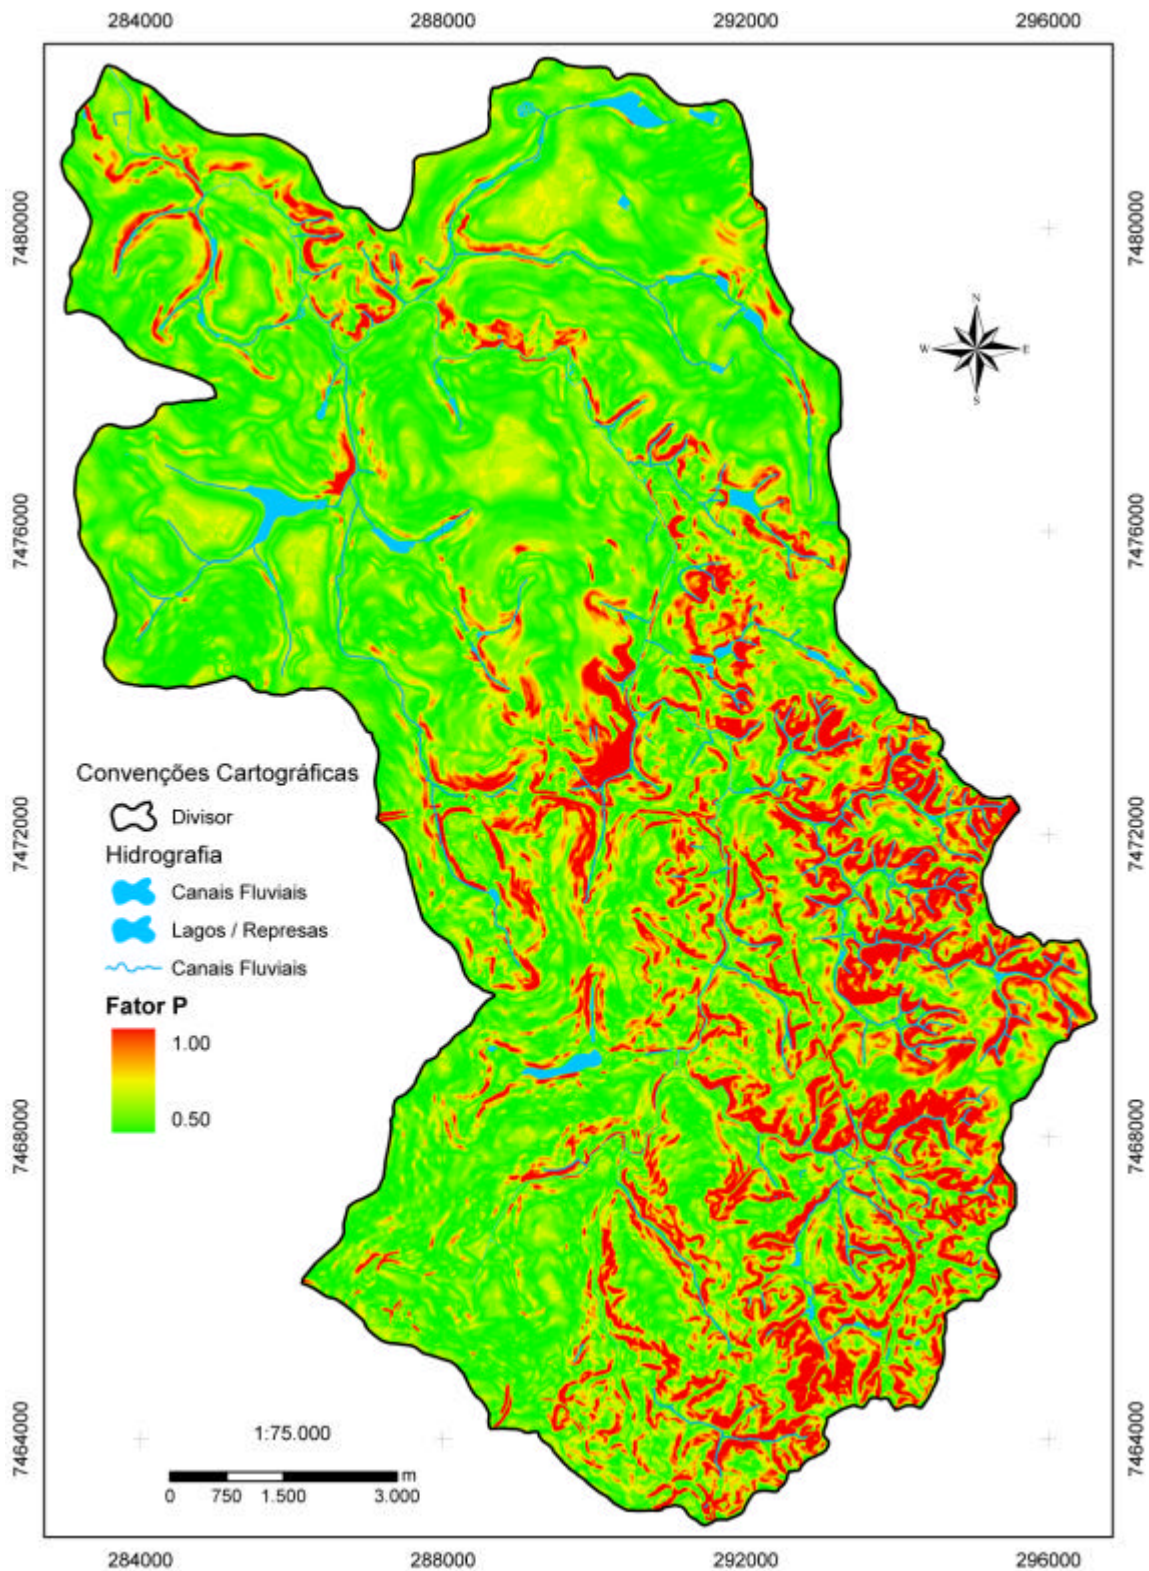 284000 288000 292000 296000
7480000 7480000
N
W E
S
7476000 7476000
Convenções Cartográficas
Divisor
Hidrografia
Canais Fluviais
Lagos / Represas
Canais Fluviais
Fator P
1.00
0.50
7472000 7472000
7468000 7468000
1:75.000
m
0 750 1.500 3.000
7464000 7464000
284000 288000 292000 296000